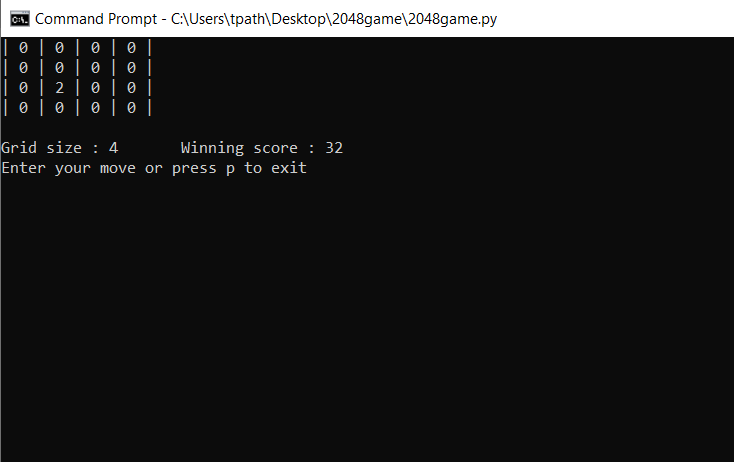 Command Prompt - C:\Users\tpath\Desktop\2048game\2048game.py
| 0 | 0 | 0 | 0 |
| 0 | 0 | 0 | 0 |
| 0 | 2 | 0 | 0 |
| 0 | 0 | 0 | 0 |
Grid size : 4       Winning score : 32
Enter your move or press p to exit